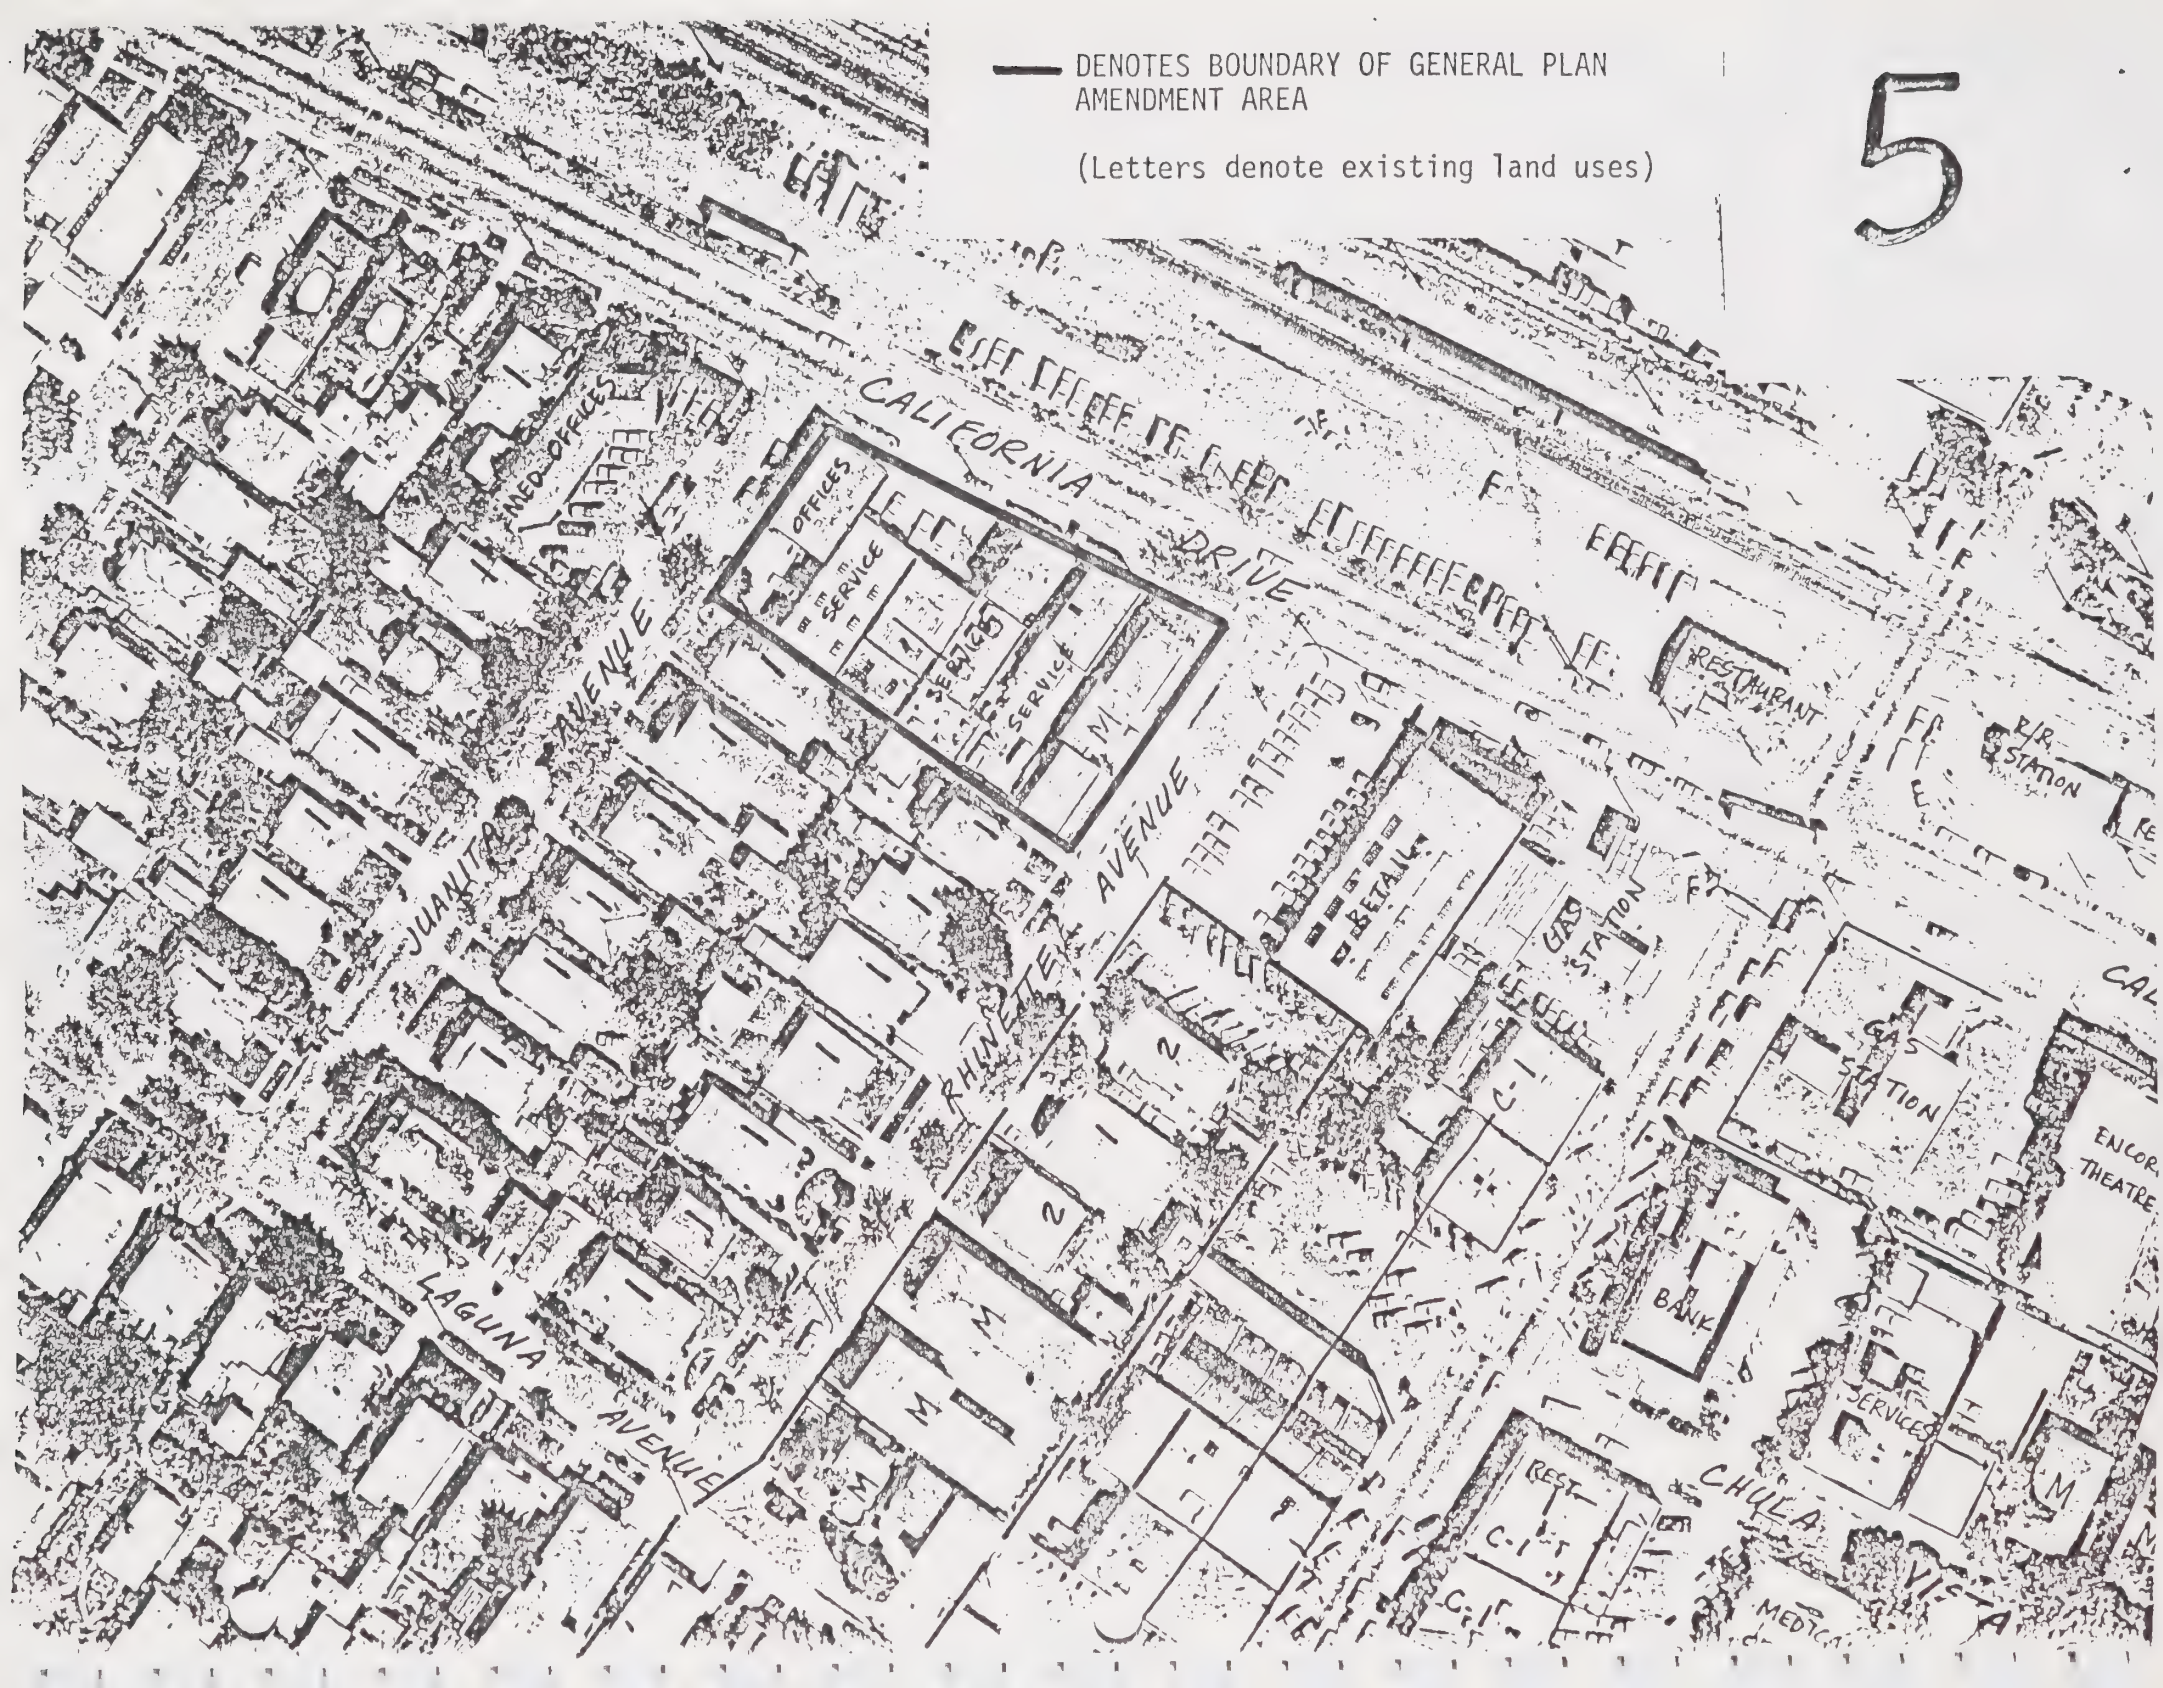 DENOTES BOUNDARY OF GENERAL PLAN
AMENDMENT AREA
(Letters denote existing land uses)
5
CALIFORNIA
DRIVE
MED-OFFICES
OFFICES
SERVICE
SERVICE
SERVICE
M
JUANITA
AVENUE
RHINETTE
AVENUE
RESTAURANT
R/R
STATION
RETAIL
GAS
STATION
GAS
STATION
CAL
ENCOR
THEATRE
2
2
C-1
BANK
M
M
M
SERVICES
M
LAGUNA
AVENUE
REST
C-1
C-1
CHULA
VISTA